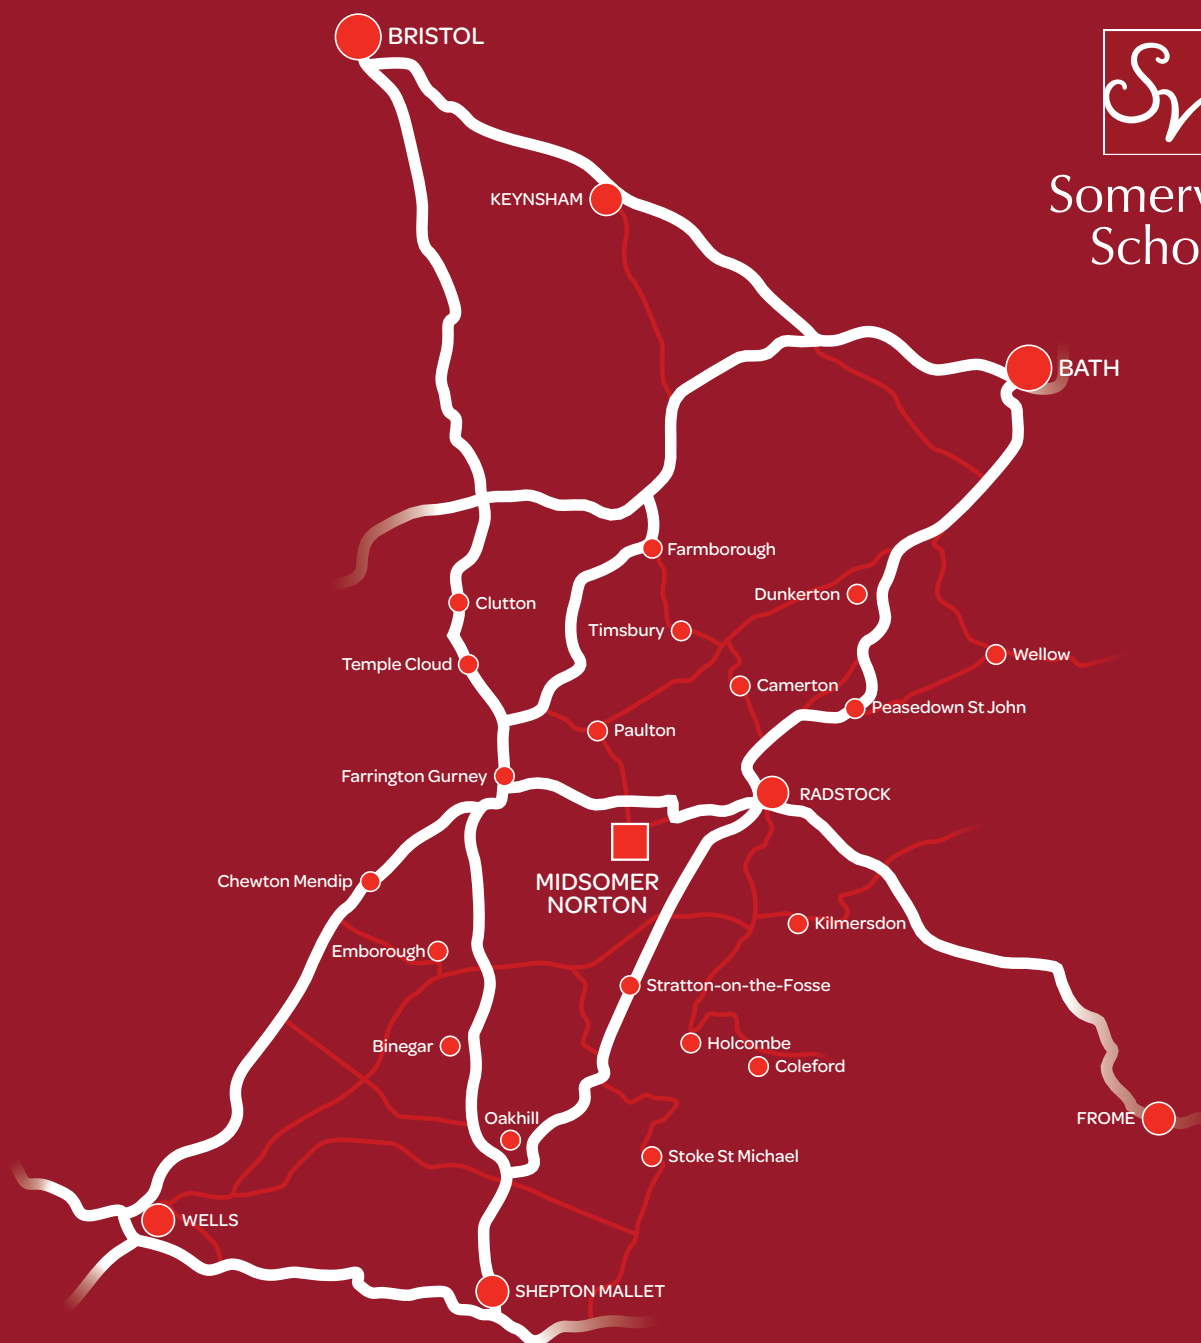 BRISTOL
Somerv
Scho
KEYNSHAM
BATH
Farmborough
Dunkerton
Clutton
Timsbury
Wellow
Temple Cloud
Camerton
Peasedown St John
Paulton
Farrington Gurney
RADSTOCK
Chewton Mendip
MIDSOMER
NORTON
Kilmersdon
Emborough
Stratton-on-the-Fosse
Binegar
Holcombe
Coleford
Oakhill
FROME
Stoke St Michael
WELLS
SHEPTON MALLET